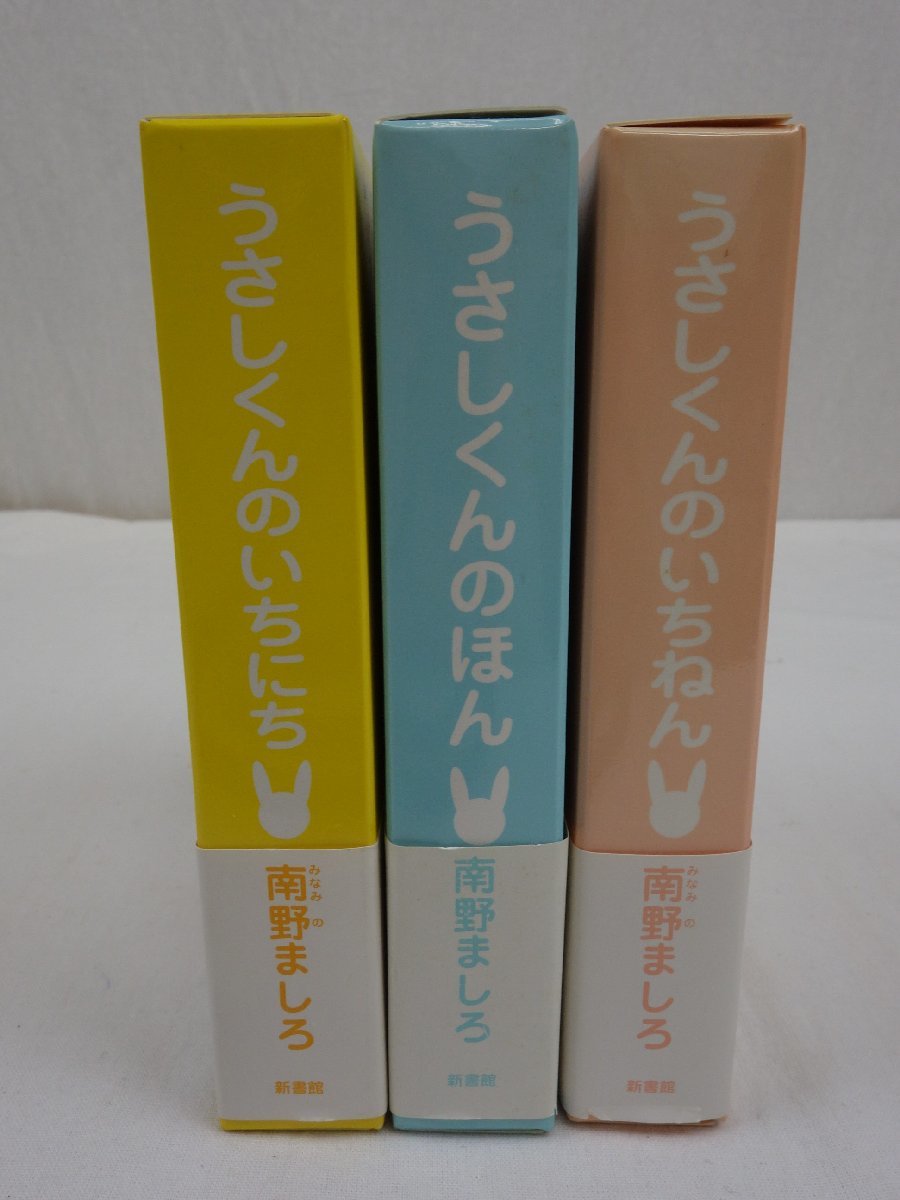 うさしくんのいちにち
みなみの
南野ましろ
新書館
うさしくんのほん
南野ましろ
新書館
うさしくんのいちねん
みなみの
南野ましろ
新書館